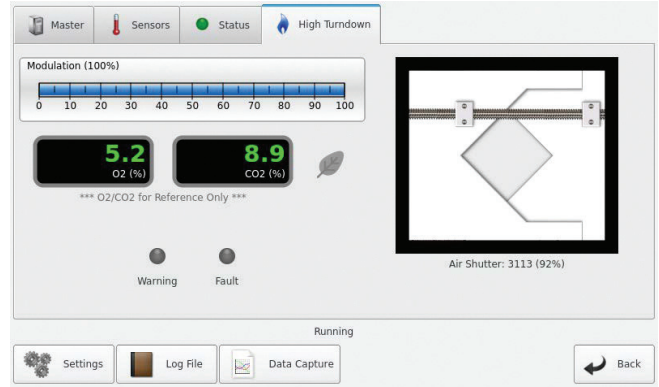 Master Sensors Status High Turndown
Modulation (100%)
0 10 20 30 40 50 60 70 80 90 100
5.2 8.9
O2 (%) CO2 (%)
*** O2/CO2 for Reference Only ***
Air Shutter: 3113 (92%)
Warning Fault
Running
Settings Log File Data Capture Back